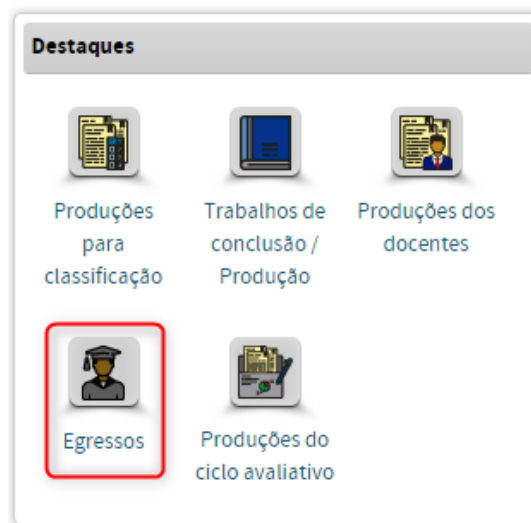 Destaques
Produções
para
classificação
Trabalhos de
conclusão /
Produção
Produções dos
docentes
Egressos
Produções do
ciclo avaliativo